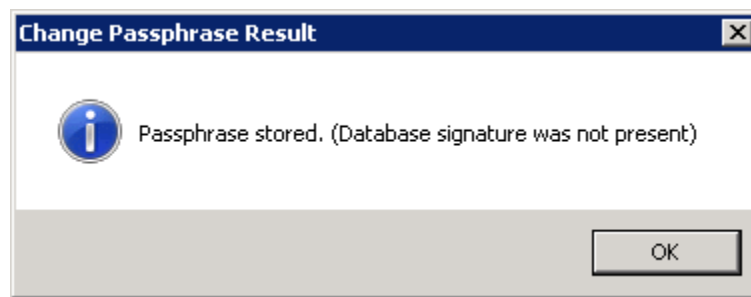 Change Passphrase Result
Passphrase stored. (Database signature was not present)
OK